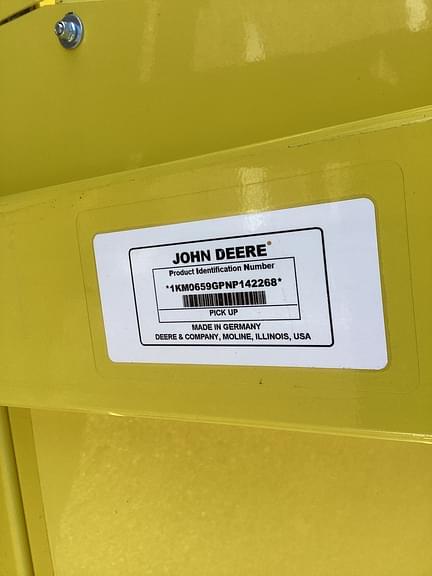 JOHN DEERE
Product Identification Number
*1KM0659GPNP142268*
PICK UP
MADE IN GERMANY
DEERE & COMPANY, MOLINE, ILLINOIS, USA